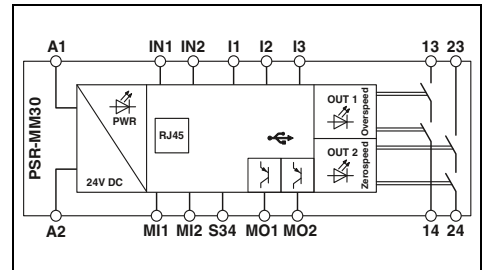 A1 IN1 IN2 I1 I2 I3 13 23
PSR-MM30
PWR
24V DC
RJ45
OUT 1
Overspeed
OUT 2
Zerospeed
A2 MI1 MI2 S34 MO1 MO2 14 24